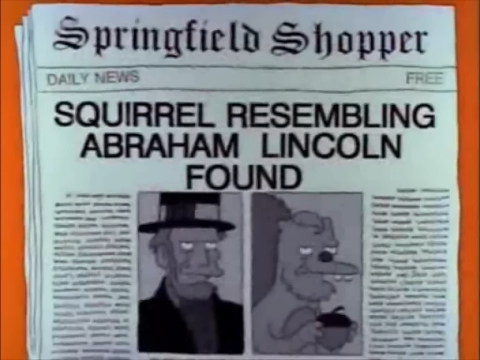 Springfield Shopper
DAILY NEWS FREE
SQUIRREL RESEMBLING
ABRAHAM LINCOLN
FOUND